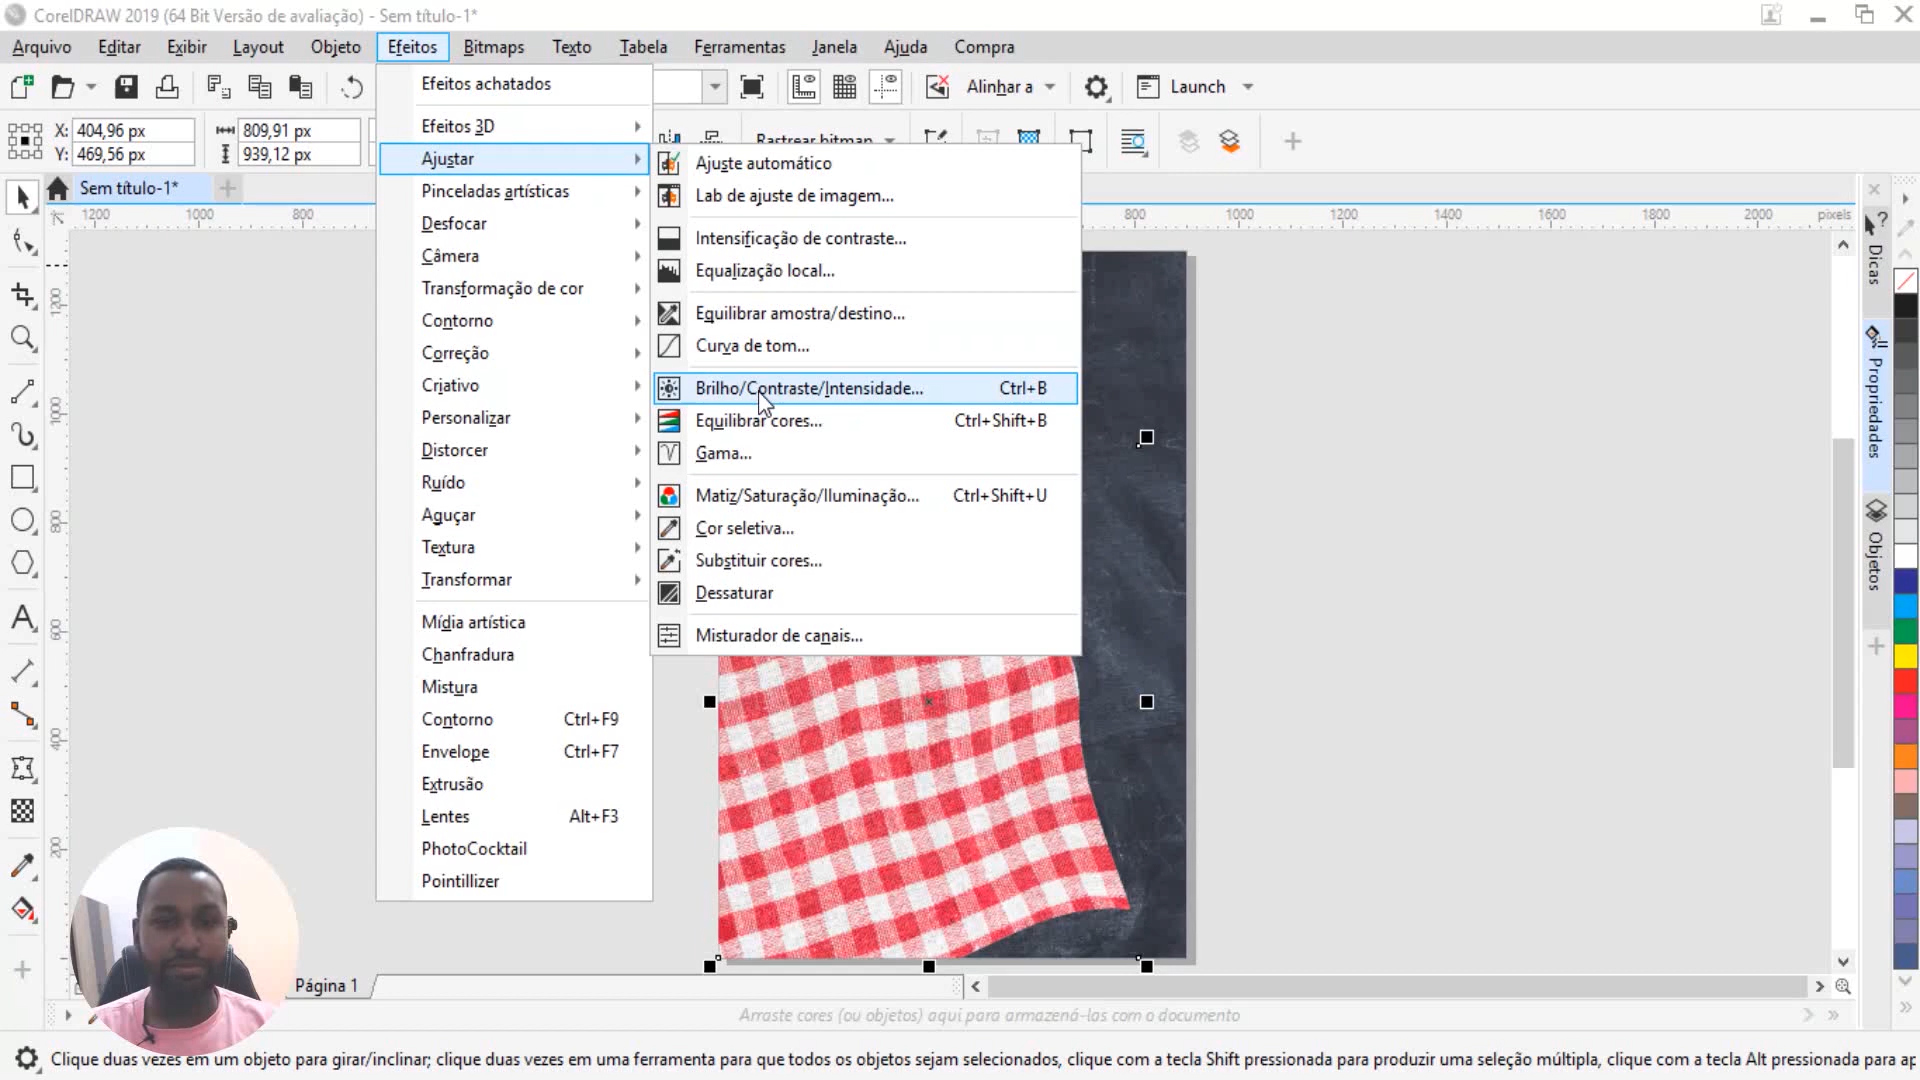 CorelDRAW 2019 (64 Bit Versão de avaliação) - Sem título-1*
Arquivo Editar Exibir Layout Objeto Efeitos Bitmaps Texto Tabela Ferramentas Janela Ajuda Compra
Alinhar a Launch
X: 404,96 px 809,91 px
Y: 469,56 px 939,12 px
Rastrear bitmap
Sem título-1*
1200 1000 800 800 1000 1200 1400 1600 1800 2000 pixels
Efeitos achatados
Efeitos 3D
Ajustar
Pinceladas artísticas
Desfocar
Câmera
Transformação de cor
Contorno
Correção
Criativo
Personalizar
Distorcer
Ruído
Aguçar
Textura
Transformar
Mídia artística
Chanfradura
Mistura
Contorno Ctrl+F9
Envelope Ctrl+F7
Extrusão
Lentes Alt+F3
PhotoCocktail
Pointillizer
Ajuste automático
Lab de ajuste de imagem...
Intensificação de contraste...
Equalização local...
Equilibrar amostra/destino...
Curva de tom...
Brilho/Contraste/Intensidade... Ctrl+B
Equilibrar cores... Ctrl+Shift+B
Gama...
Matiz/Saturação/Iluminação... Ctrl+Shift+U
Cor seletiva...
Substituir cores...
Dessaturar
Misturador de canais...
1200
1000
800
600
400
200
Dicas
Propriedades
Objetos
Página 1
Arraste cores (ou objetos) aqui para armazená-las com o documento
Clique duas vezes em um objeto para girar/inclinar; clique duas vezes em uma ferramenta para que todos os objetos sejam selecionados, clique com a tecla Shift pressionada para produzir uma seleção múltipla, clique com a tecla Alt pressionada para ap